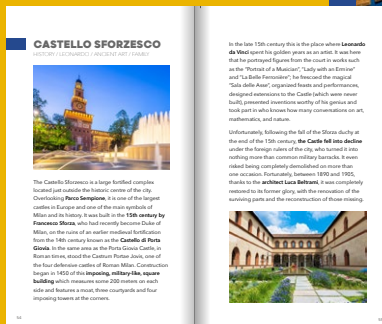 CASTELLO SFORZESCO
HISTORY / LEONARDO / ANCIENT ART / FAMILY
The Castello Sforzesco is a large fortified complex
located just outside the historic centre of the city.
Overlooking Parco Sempione, it is one of the largest
castles in Europe and one of the main symbols of
Milan and its history. It was built in the 15th century by
Francesco Sforza, who had recently become Duke of
Milan, on the ruins of an earlier medieval fortification
from the 14th century known as the Castello di Porta
Giovia. In the same area as the Porta Giovia Castle, in
Roman times, stood the Castrum Portae Jovis, one of
the four defensive castles of Roman Milan. Construction
began in 1450 of this imposing, military-like, square
building which measures some 200 meters on each
side and features a moat, three courtyards and four
imposing towers at the corners.
In the late 15th century this is the place where Leonardo
da Vinci spent his golden years as an artist. It was here
that he portrayed figures from the court in works such
as the "Portrait of a Musician", "Lady with an Ermine"
and "La Belle Ferronière"; he frescoed the magical
"Sala delle Asse", organized feasts and performances,
designed extensions to the Castle (which were never
built), presented inventions worthy of his genius and
took part in who knows how many conversations on art,
mathematics, and nature.
Unfortunately, following the fall of the Sforza duchy at
the end of the 15th century, the Castle fell into decline
under the foreign rulers of the city, who turned it into
nothing more than common military barracks. It even
risked being completely demolished on more than
one occasion. Fortunately, between 1890 and 1905,
thanks to the architect Luca Beltrami, it was completely
restored to its former glory, with the renovation of the
surviving parts and the reconstruction of those missing.